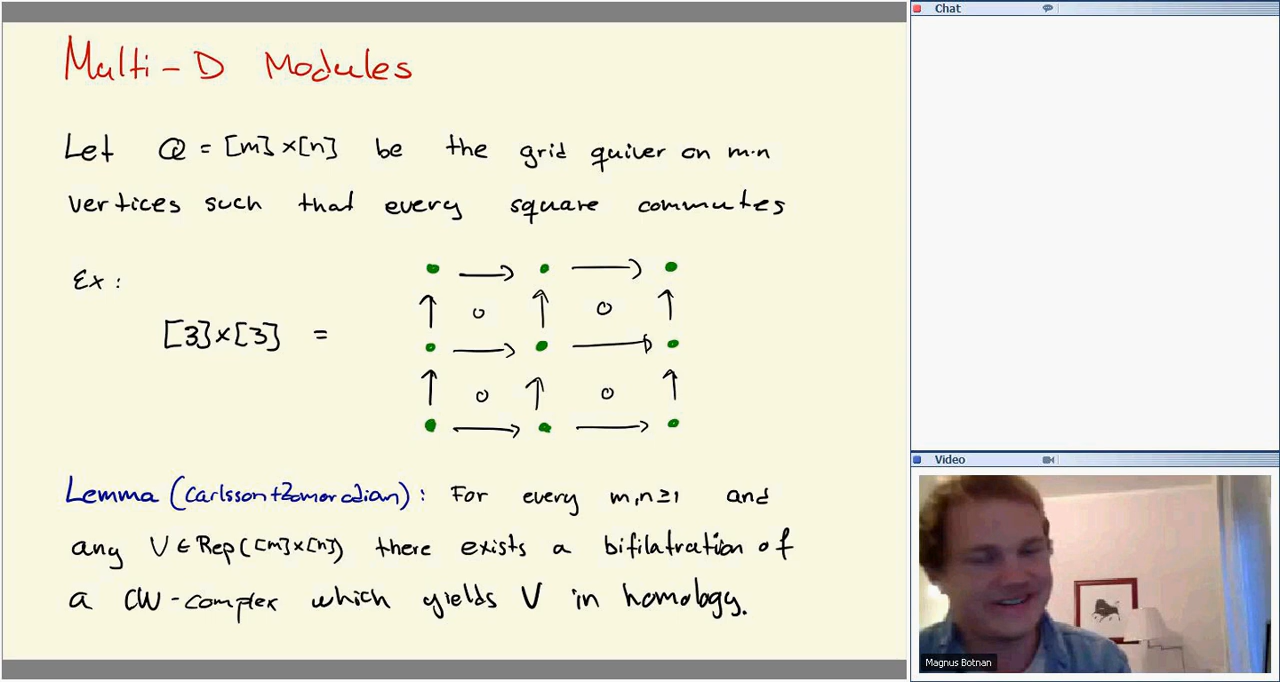 Multi-D Modules
Let Q = [m]×[n] be the grid quiver on m·n
vertices such that every square commutes
Ex:
[3]×[3] =
Lemma (Carlsson+Zomorodian): For every m,n≥1 and
any V∈Rep([m]×[n]) there exists a bifilatration of
a CW-complex which yields V in homology.
Chat
Video
Magnus Botnan